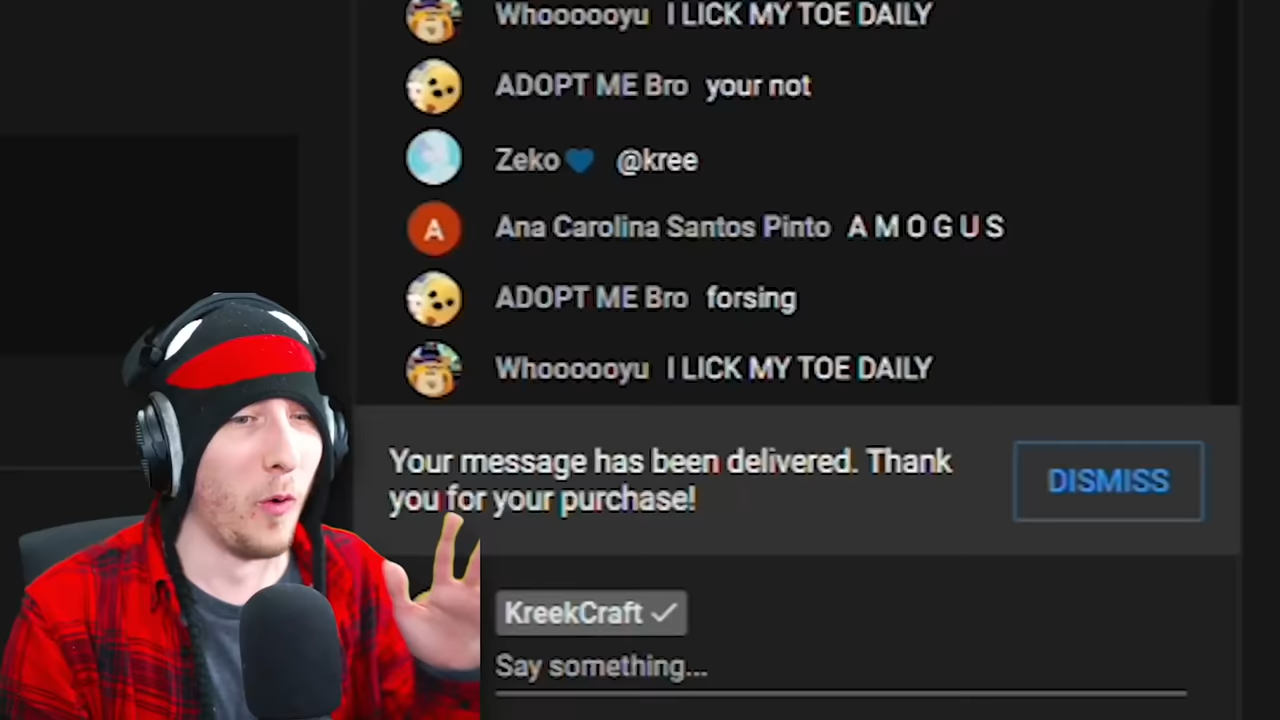 Whoooooyu I LICK MY TOE DAILY
ADOPT ME Bro your not
Zeko💙 @kree
A Ana Carolina Santos Pinto A M O G U S
ADOPT ME Bro forsing
Whoooooyu I LICK MY TOE DAILY
Your message has been delivered. Thank
you for your purchase!
DISMISS
KreekCraft ✓
Say something...